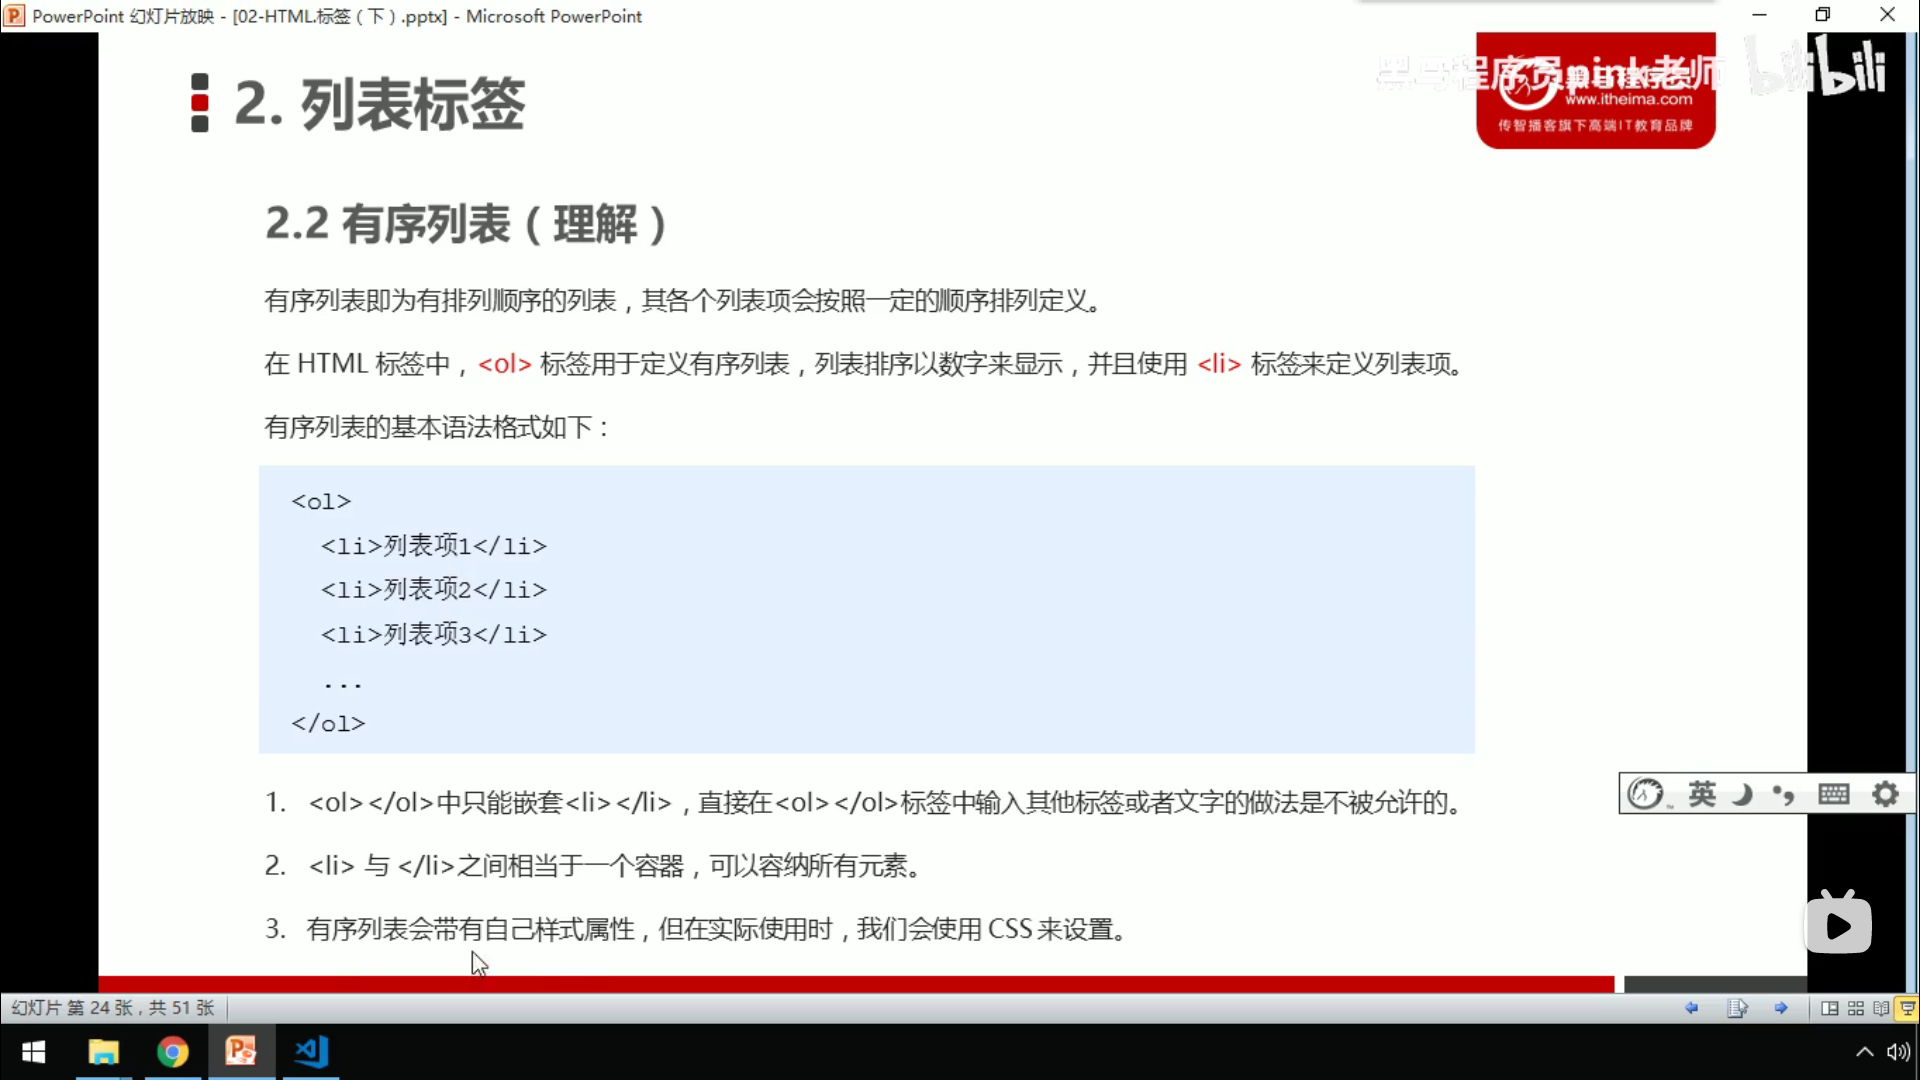 PowerPoint 幻灯片放映 - [02-HTML标签（下）.pptx] - Microsoft PowerPoint
黑马程序员pink老师
bilibili
2. 列表标签
www.itheima.com
传智播客旗下高端IT教育品牌
2.2 有序列表（理解）
有序列表即为有排列顺序的列表，其各个列表项会按照一定的顺序排列定义。
在 HTML 标签中，<ol> 标签用于定义有序列表，列表排序以数字来显示，并且使用 <li> 标签来定义列表项。
有序列表的基本语法格式如下：
<ol>
<li>列表项1</li>
<li>列表项2</li>
<li>列表项3</li>
...
</ol>
1. <ol></ol>中只能嵌套<li></li>，直接在<ol></ol>标签中输入其他标签或者文字的做法是不被允许的。
英
2. <li> 与 </li>之间相当于一个容器，可以容纳所有元素。
3. 有序列表会带有自己样式属性，但在实际使用时，我们会使用 CSS 来设置。
幻灯片 第 24 张，共 51 张